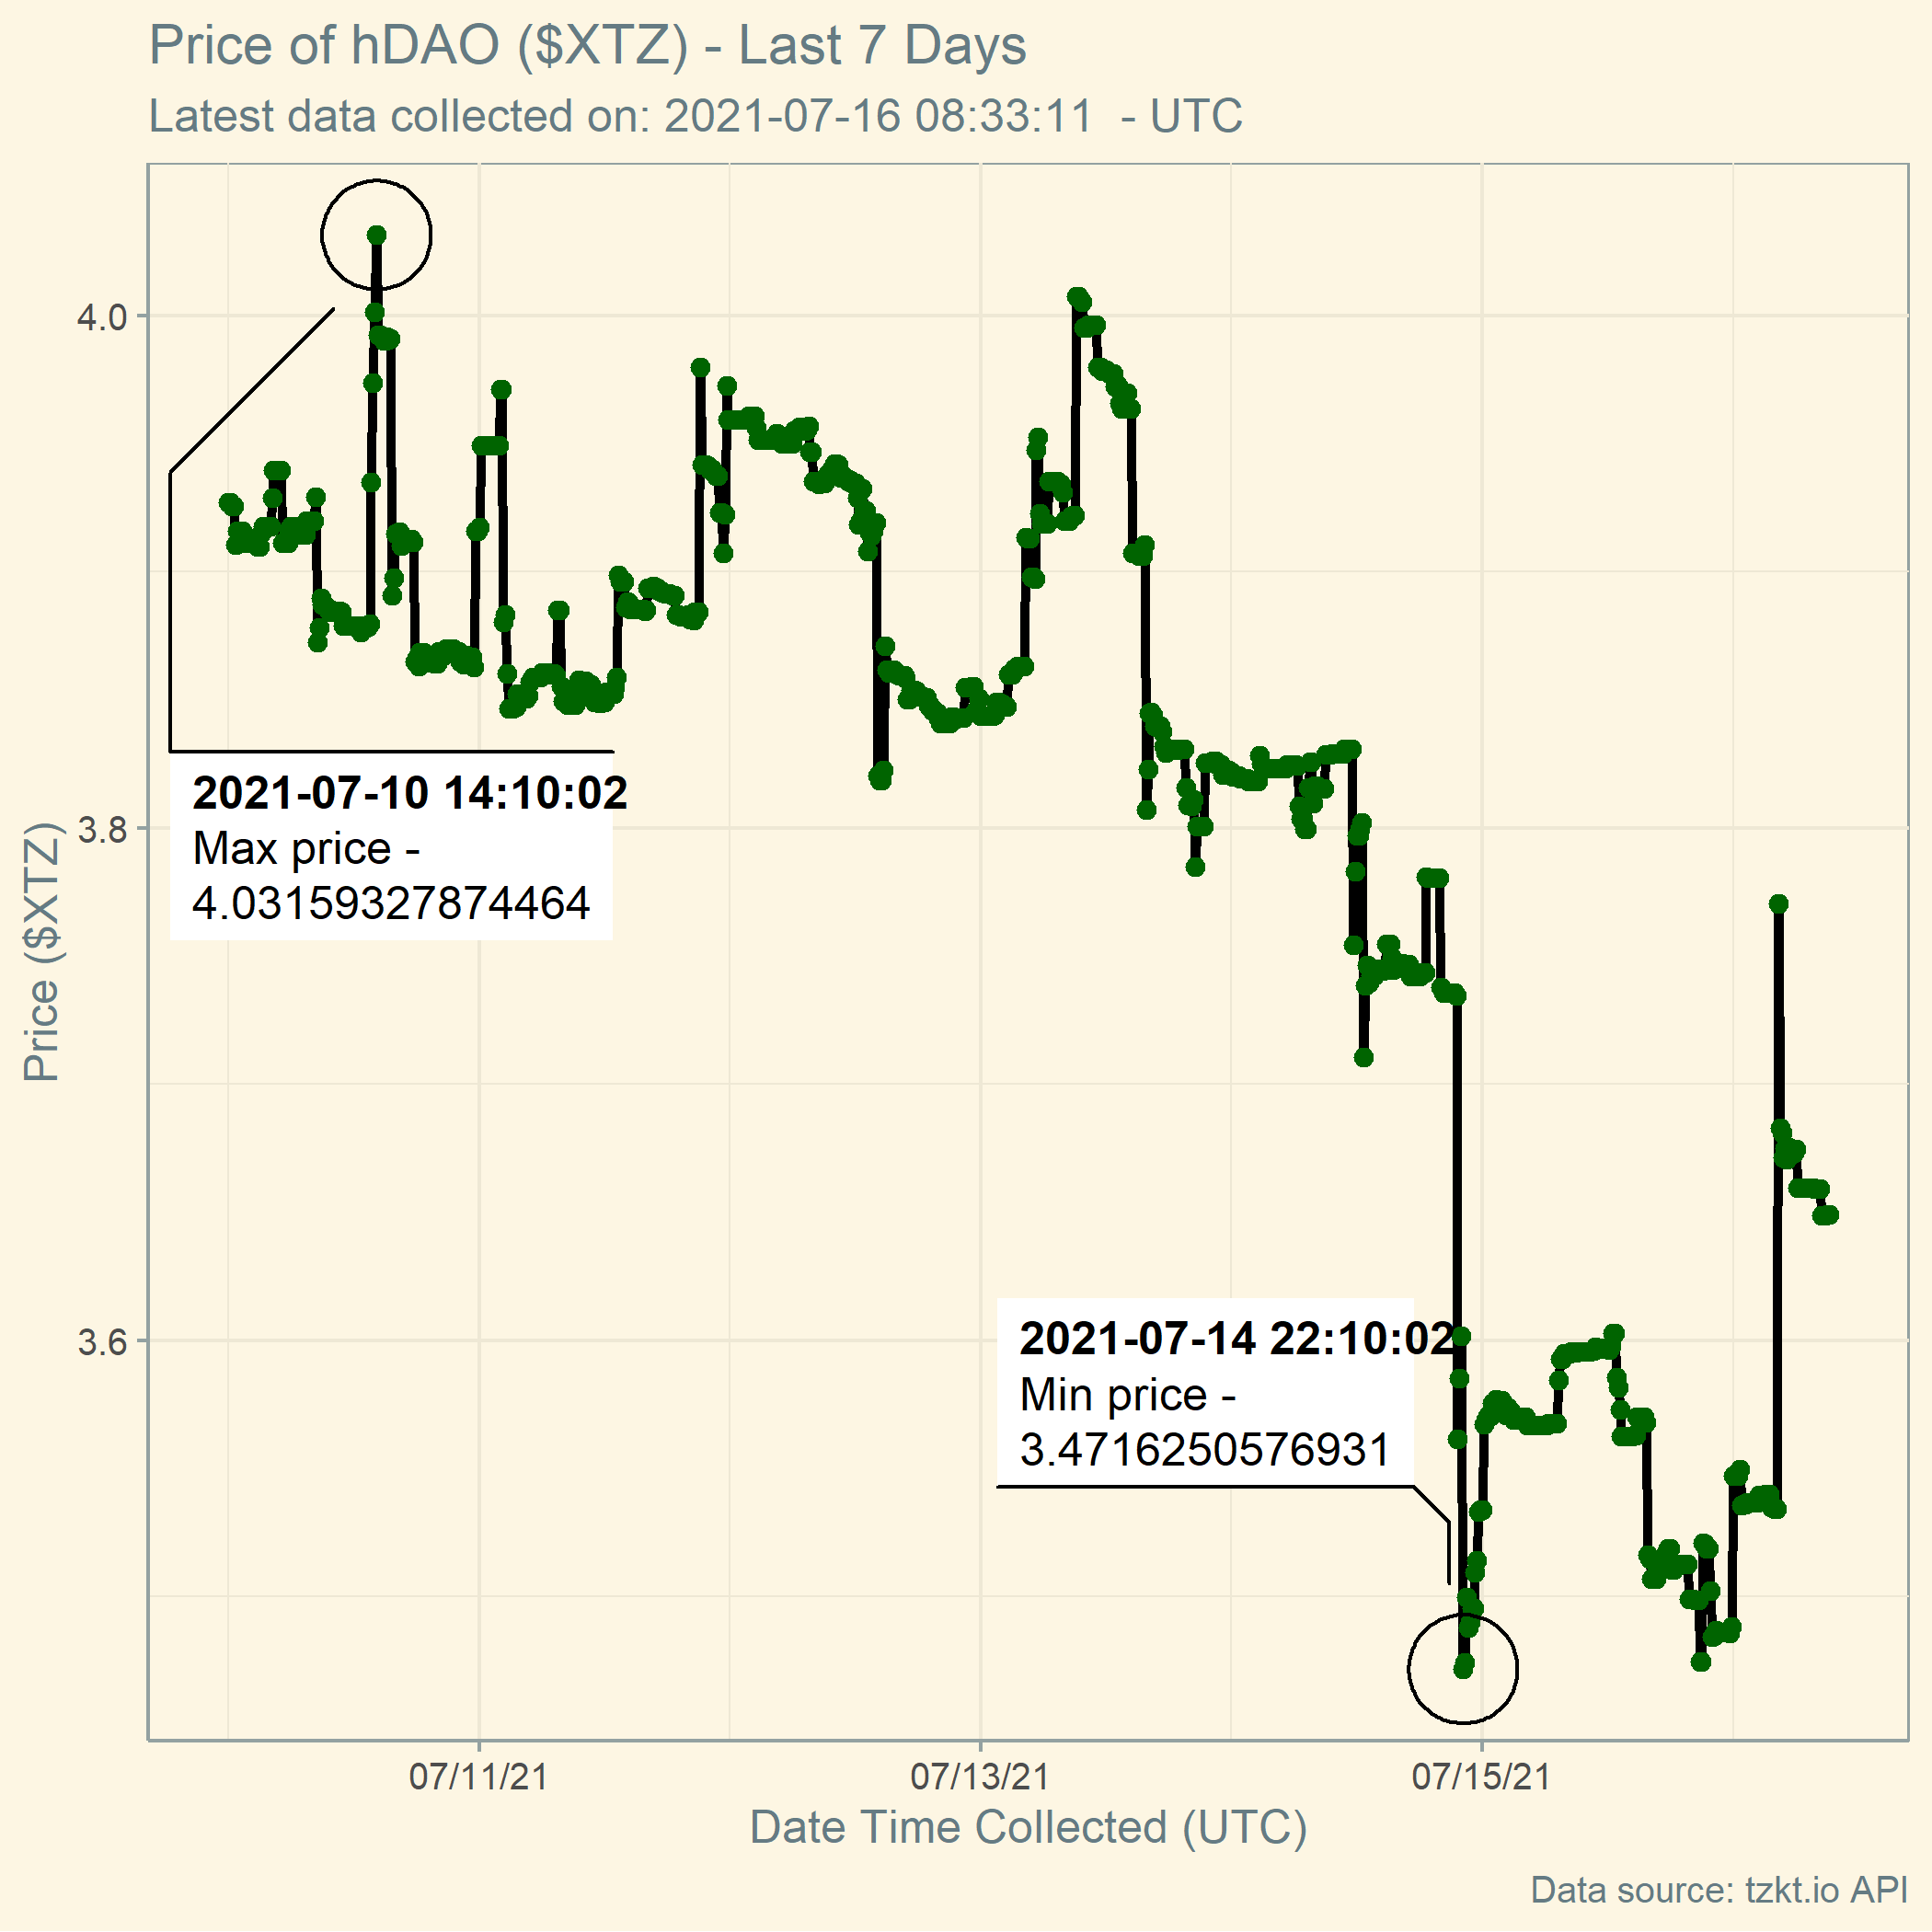 Price of hDAO ($XTZ) - Last 7 Days
Latest data collected on: 2021-07-16 08:33:11  - UTC
4.0
3.8
3.6
Price ($XTZ)
2021-07-10 14:10:02
Max price -
4.03159327874464
2021-07-14 22:10:02
Min price -
3.4716250576931
07/11/21
07/13/21
07/15/21
Date Time Collected (UTC)
Data source: tzkt.io API